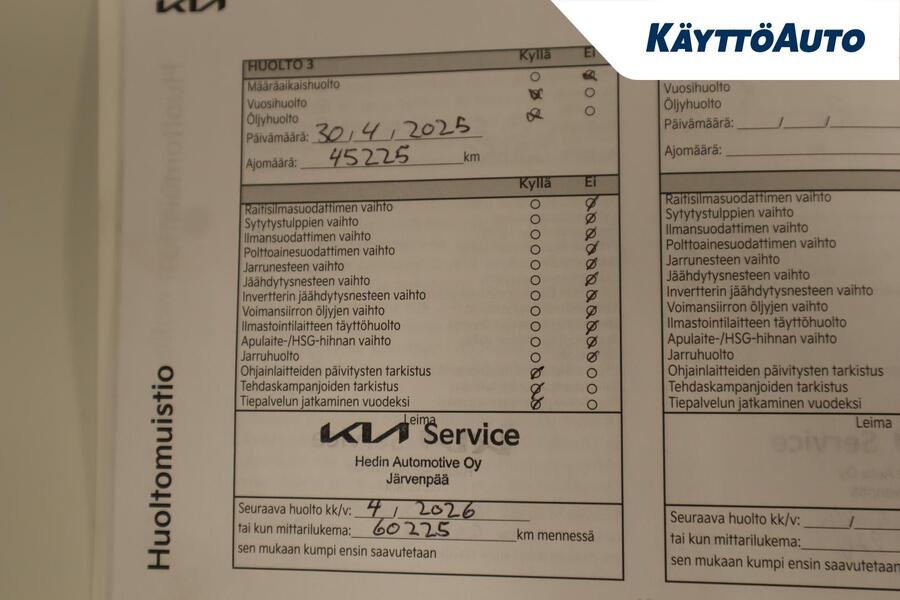 KIA
KÄYTTÖAUTO
Huoltomuistio
HUOLTO 3 Kyllä Ei
Määräaikaishuolto
Vuosihuolto
Öljyhuolto
Päivämäärä: 30, 4, 2025
Ajomäärä: 45225 km
Kyllä Ei
Raitisilmasuodattimen vaihto
Sytytystulppien vaihto
Ilmansuodattimen vaihto
Polttoainesuodattimen vaihto
Jarrunesteen vaihto
Jäähdytysnesteen vaihto
Invertterin jäähdytysnesteen vaihto
Voimansiirron öljyjen vaihto
Ilmastointilaitteen täyttöhuolto
Apulaite-/HSG-hihnan vaihto
Jarruhuolto
Ohjainlaitteiden päivitysten tarkistus
Tehdaskampanjoiden tarkistus
Tiepalvelun jatkaminen vuodeksi
Leima
KIA Service
Hedin Automotive Oy
Järvenpää
Seuraava huolto kk/v: 4, 2026
tai kun mittarilukema: 60225 km mennessä
sen mukaan kumpi ensin saavutetaan
Vuosihuolto
Öljyhuolto
Päivämäärä: ____/____/____
Ajomäärä:
Raitisilmasuodattimen vaihto
Sytytystulppien vaihto
Ilmansuodattimen vaihto
Polttoainesuodattimen vaihto
Jarrunesteen vaihto
Jäähdytysnesteen vaihto
Invertterin jäähdytysnesteen vaihto
Voimansiirron öljyjen vaihto
Ilmastointilaitteen täyttöhuolto
Apulaite-/HSG-hihnan vaihto
Jarruhuolto
Ohjainlaitteiden päivitysten tarkistus
Tehdaskampanjoiden tarkistus
Tiepalvelun jatkaminen vuodeksi
Leima
Seuraava huolto kk/v: ____/
tai kun mittarilukema:
sen mukaan kumpi ensin saavutetaan